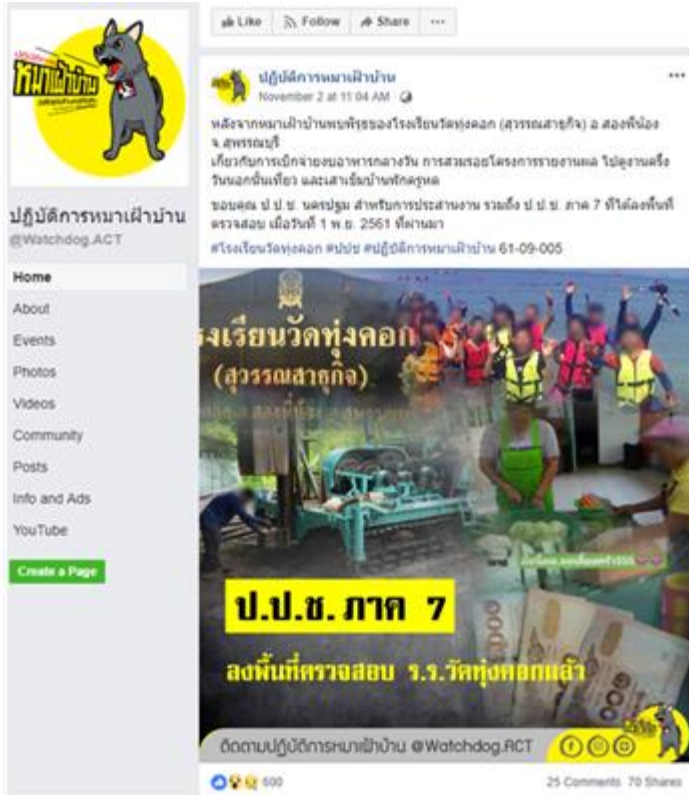 Like Follow Share ...
ปฏิบัติการ
หมาเฝ้าบ้าน
ปฏิบัติการหมาเฝ้าบ้าน
November 2 at 11:04 AM
หลังจากหมาเฝ้าบ้านพบพิรุธของโรงเรียนวัดทุ่งคอก (สุวรรณสาธุกิจ) อ.สองพี่น้อง
จ.สุพรรณบุรี
เกี่ยวกับการเบิกจ่ายงบอาหารกลางวัน การสวมรอยโครงการรายงานผล ไปดูงานครึ่ง
วันนอกนั้นเที่ยว และเสาเข็มบ้านพักครูหด
ขอบคุณ ป.ป.ช. นครปฐม สำหรับการประสานงาน รวมถึง ป.ป.ช. ภาค 7 ที่ได้ลงพื้นที่
ตรวจสอบ เมื่อวันที่ 1 พ.ย. 2561 ที่ผ่านมา
#โรงเรียนวัดทุ่งคอก #ปปช #ปฏิบัติการหมาเฝ้าบ้าน 61-09-005
ปฏิบัติการหมาเฝ้าบ้าน
@Watchdog.ACT
Home
About
Events
Photos
Videos
Community
Posts
Info and Ads
YouTube
Create a Page
รงเรียนวัดทุ่งคอก
(สุวรรณสาธุกิจ)
ป.ป.ช. ภาค 7
ลงพื้นที่ตรวจสอบ ร.ร.วัดทุ่งคอกแล้ว
ติดตามปฏิบัติการหมาเฝ้าบ้าน @Watchdog.ACT
600
25 Comments 70 Shares